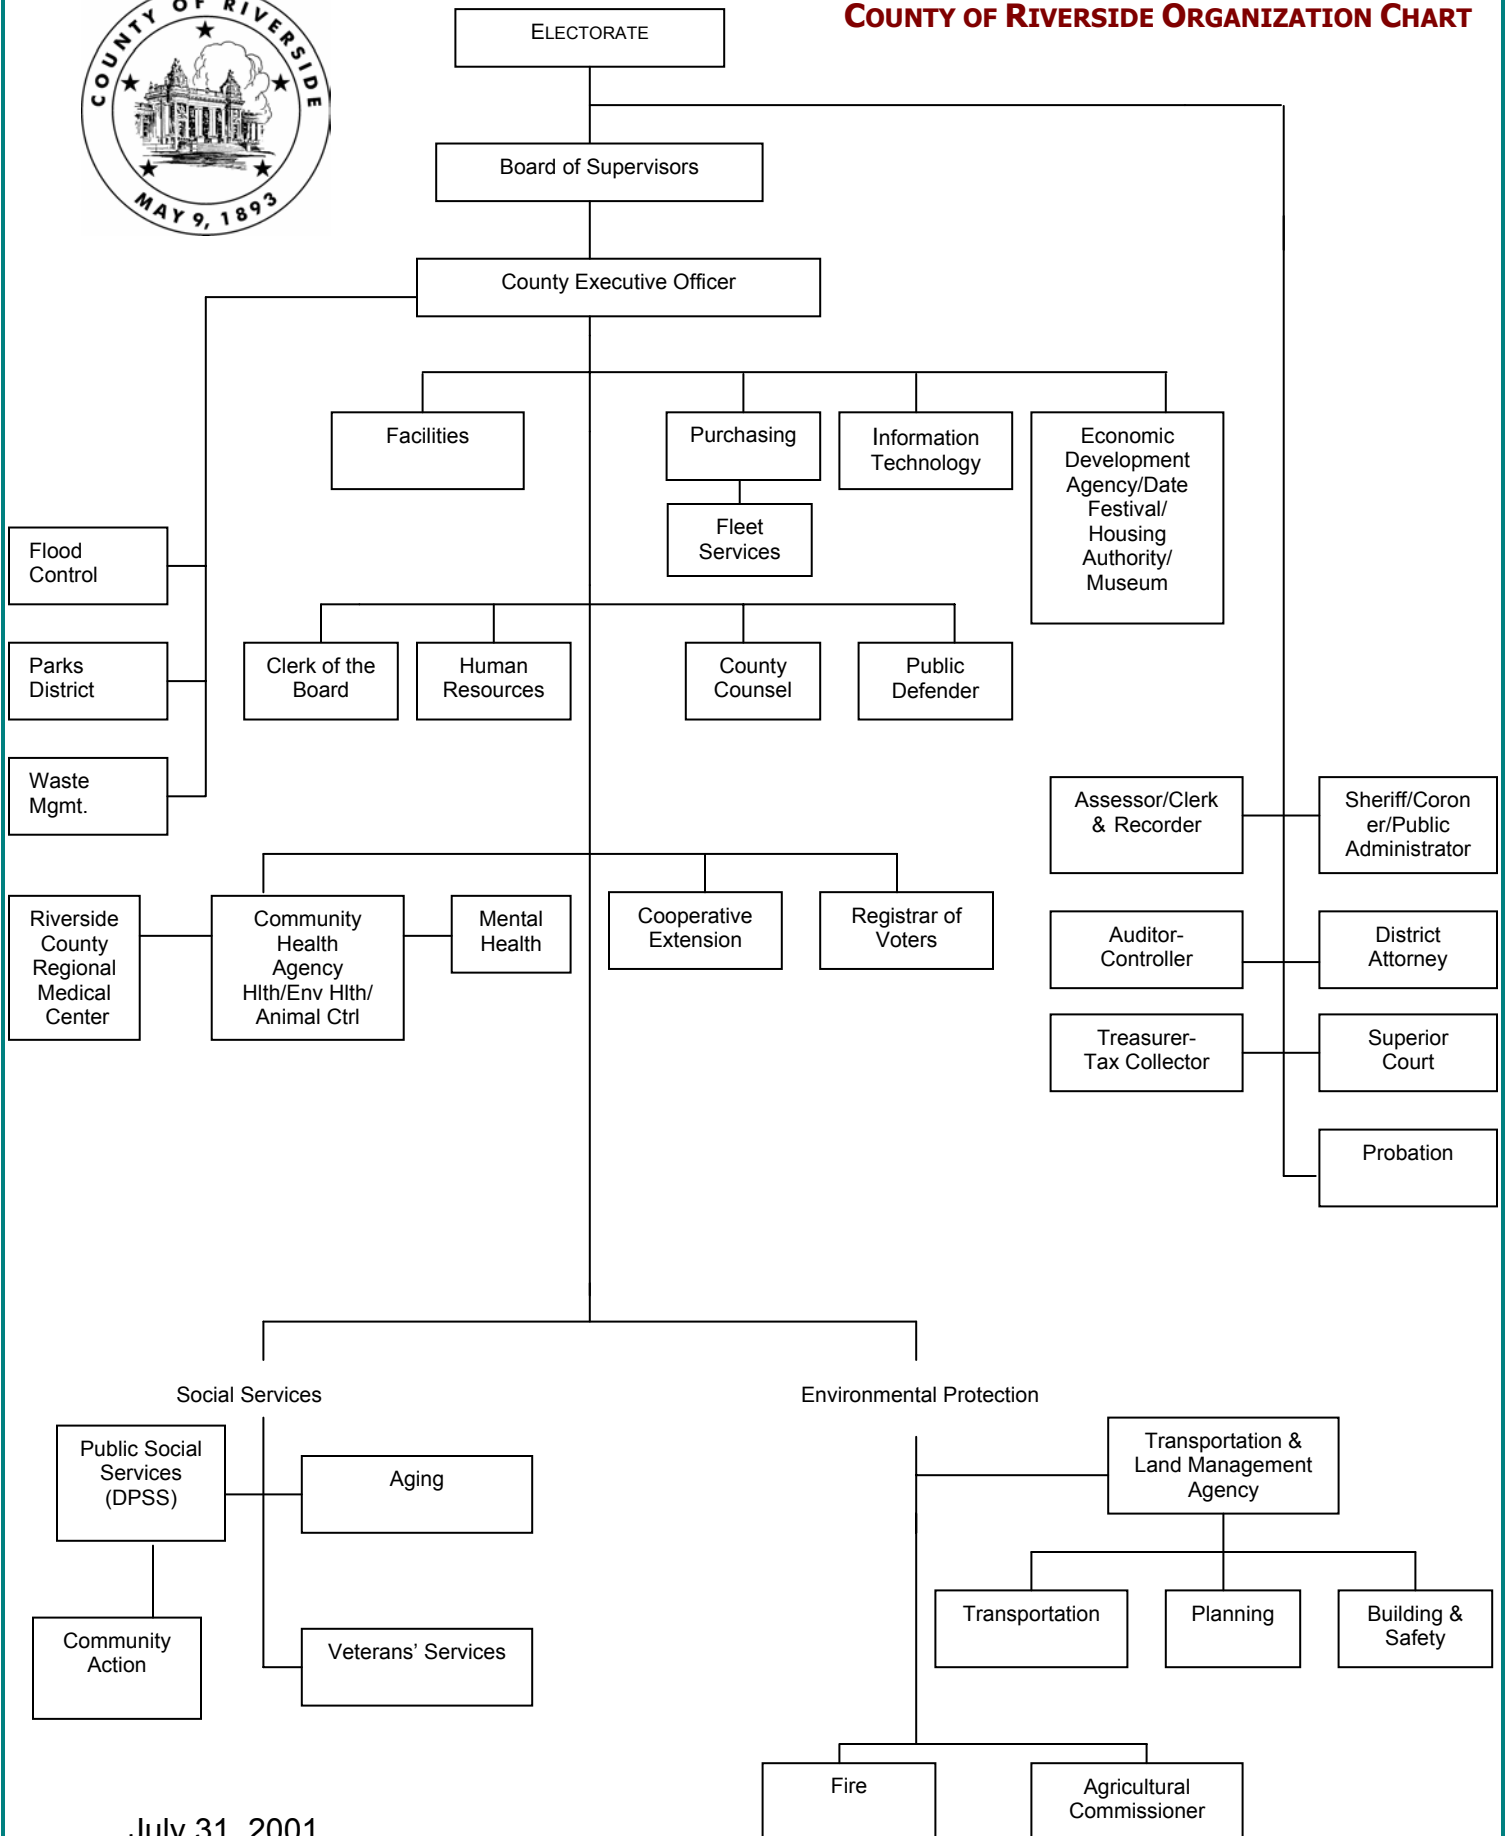 COUNTY OF RIVERSIDE
MAY 9, 1893
COUNTY OF RIVERSIDE ORGANIZATION CHART
ELECTORATE
Board of Supervisors
County Executive Officer
Facilities
Purchasing
Information
Technology
Economic
Development
Agency/Date
Festival/
Housing
Authority/
Museum
Fleet
Services
Flood
Control
Parks
District
Waste
Mgmt.
Clerk of the
Board
Human
Resources
County
Counsel
Public
Defender
Assessor/Clerk
& Recorder
Sheriff/Coron
er/Public
Administrator
Riverside
County
Regional
Medical
Center
Community
Health
Agency
Hlth/Env Hlth/
Animal Ctrl
Mental
Health
Cooperative
Extension
Registrar of
Voters
Auditor-
Controller
District
Attorney
Treasurer-
Tax Collector
Superior
Court
Probation
Social Services
Environmental Protection
Public Social
Services
(DPSS)
Aging
Community
Action
Veterans’ Services
Transportation &
Land Management
Agency
Transportation
Planning
Building &
Safety
Fire
Agricultural
Commissioner
July 31, 2001